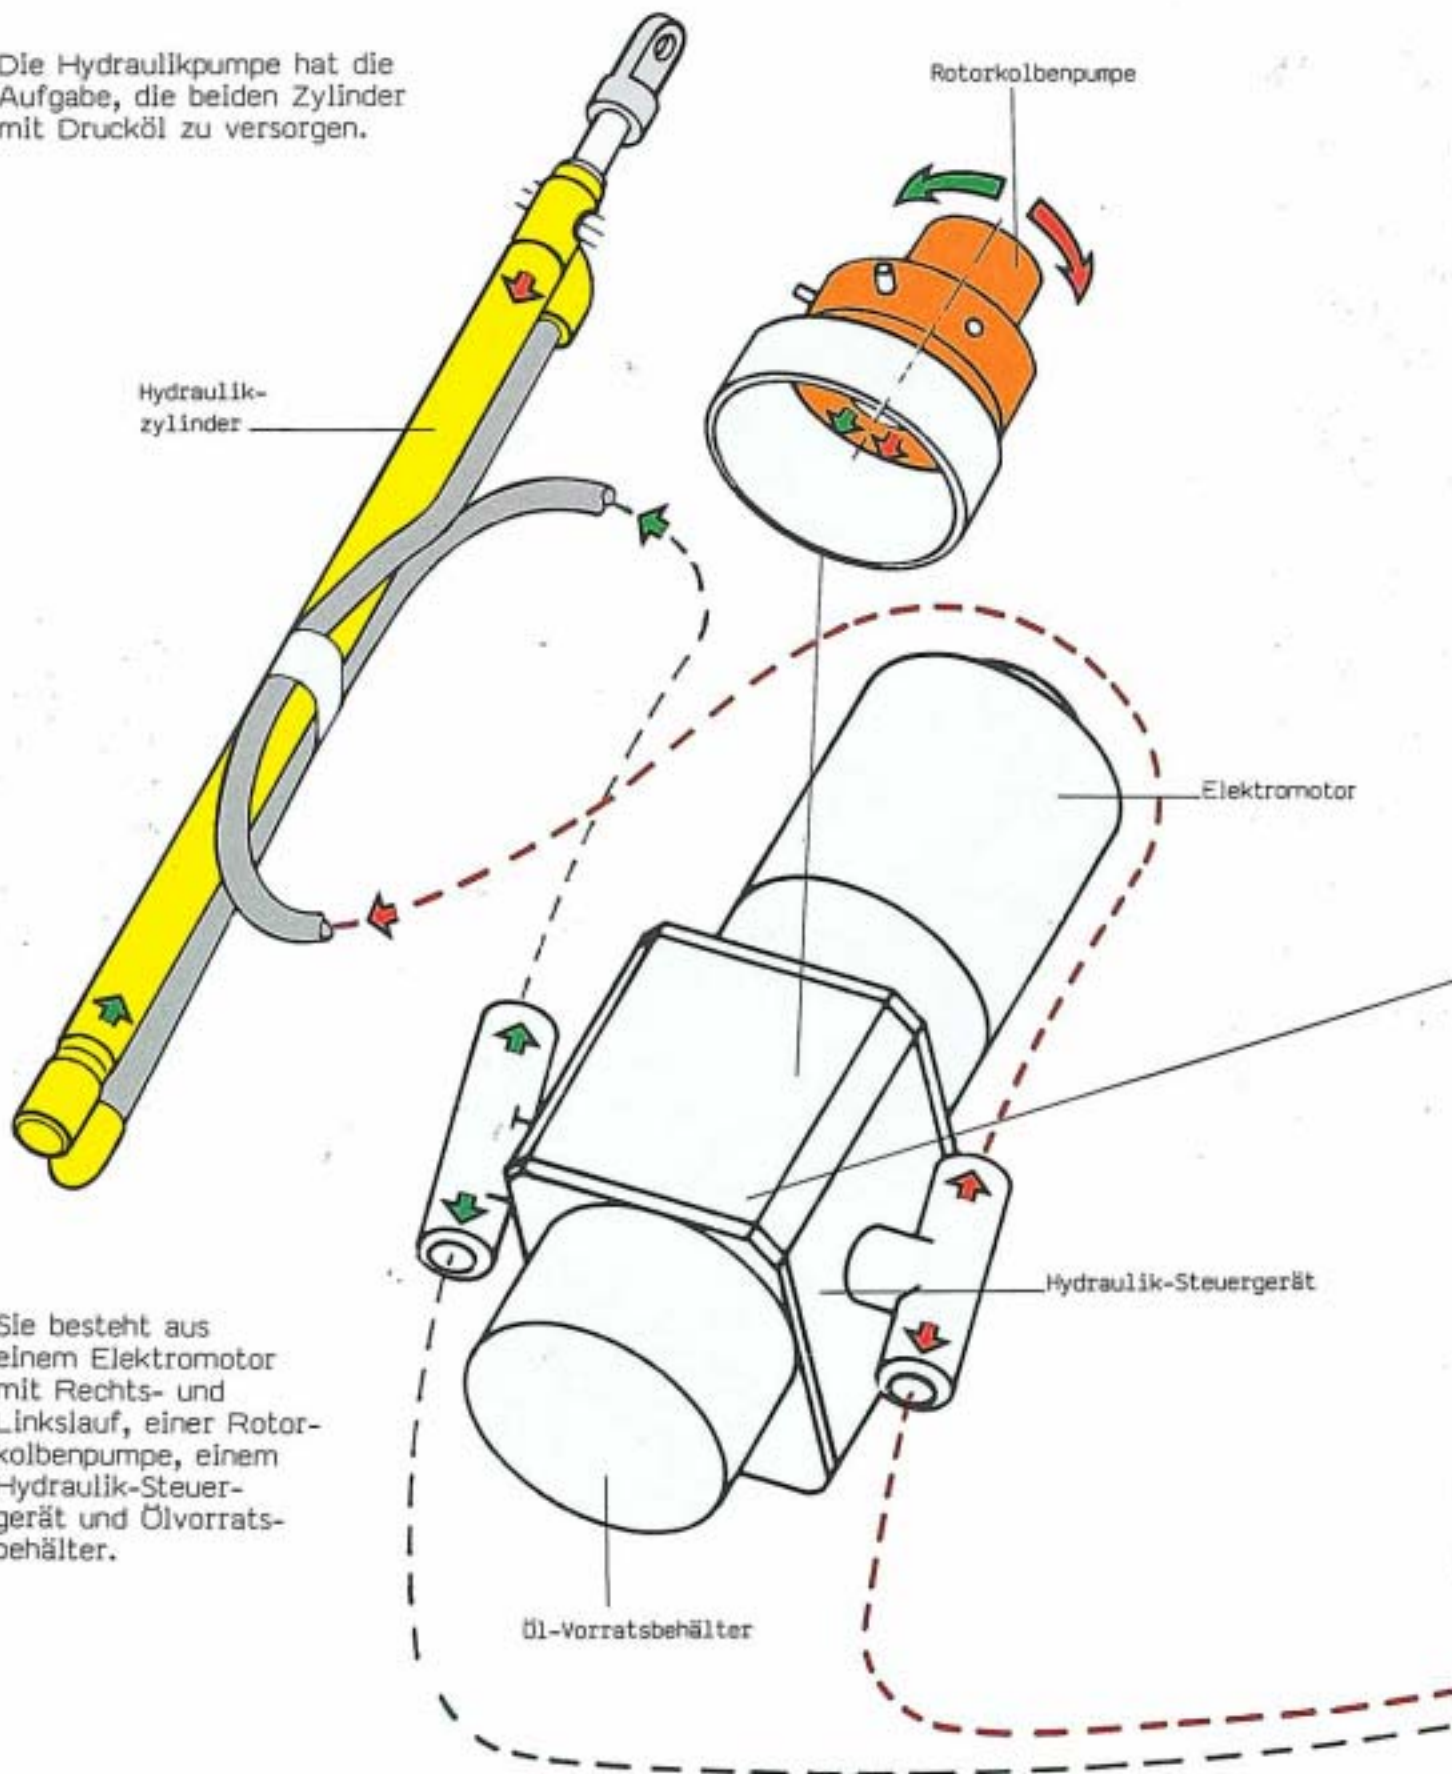 Die Hydraulikpumpe hat die
Aufgabe, die beiden Zylinder
mit Drucköl zu versorgen.
Rotorkolbenpumpe
Hydraulik-
zylinder
Elektromotor
Hydraulik-Steuergerät
Sie besteht aus
einem Elektromotor
mit Rechts- und
Linkslauf, einer Rotor-
kolbenpumpe, einem
Hydraulik-Steuer-
gerät und Ölvorrats-
behälter.
Öl-Vorratsbehälter